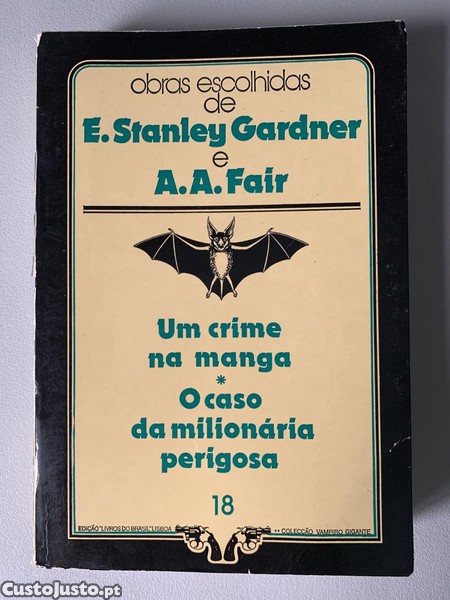 obras escolhidas
de
E. Stanley Gardner
e
A. A. Fair
Um crime
na manga
*
O caso
da milionária
perigosa
18
EDIÇÃO "LIVROS DO BRASIL" LISBOA
** COLECÇÃO VAMPIRO GIGANTE
CustoJusto.pt